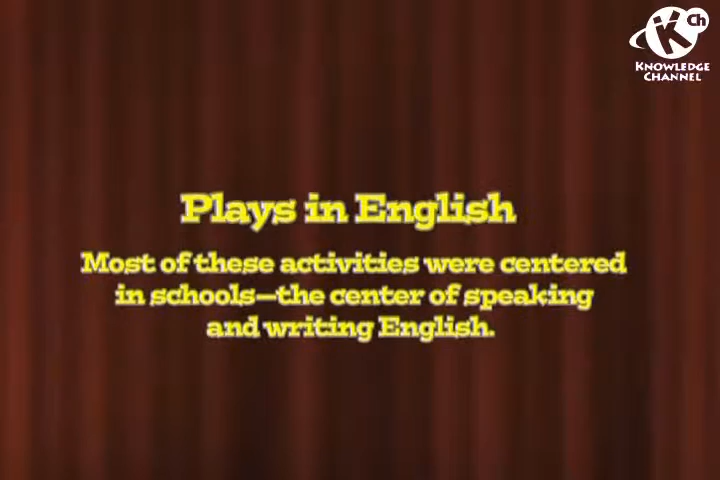 Ch
K
KNOWLEDGE
CHANNEL
Plays in English
Most of these activities were centered
in schools—the center of speaking
and writing English.